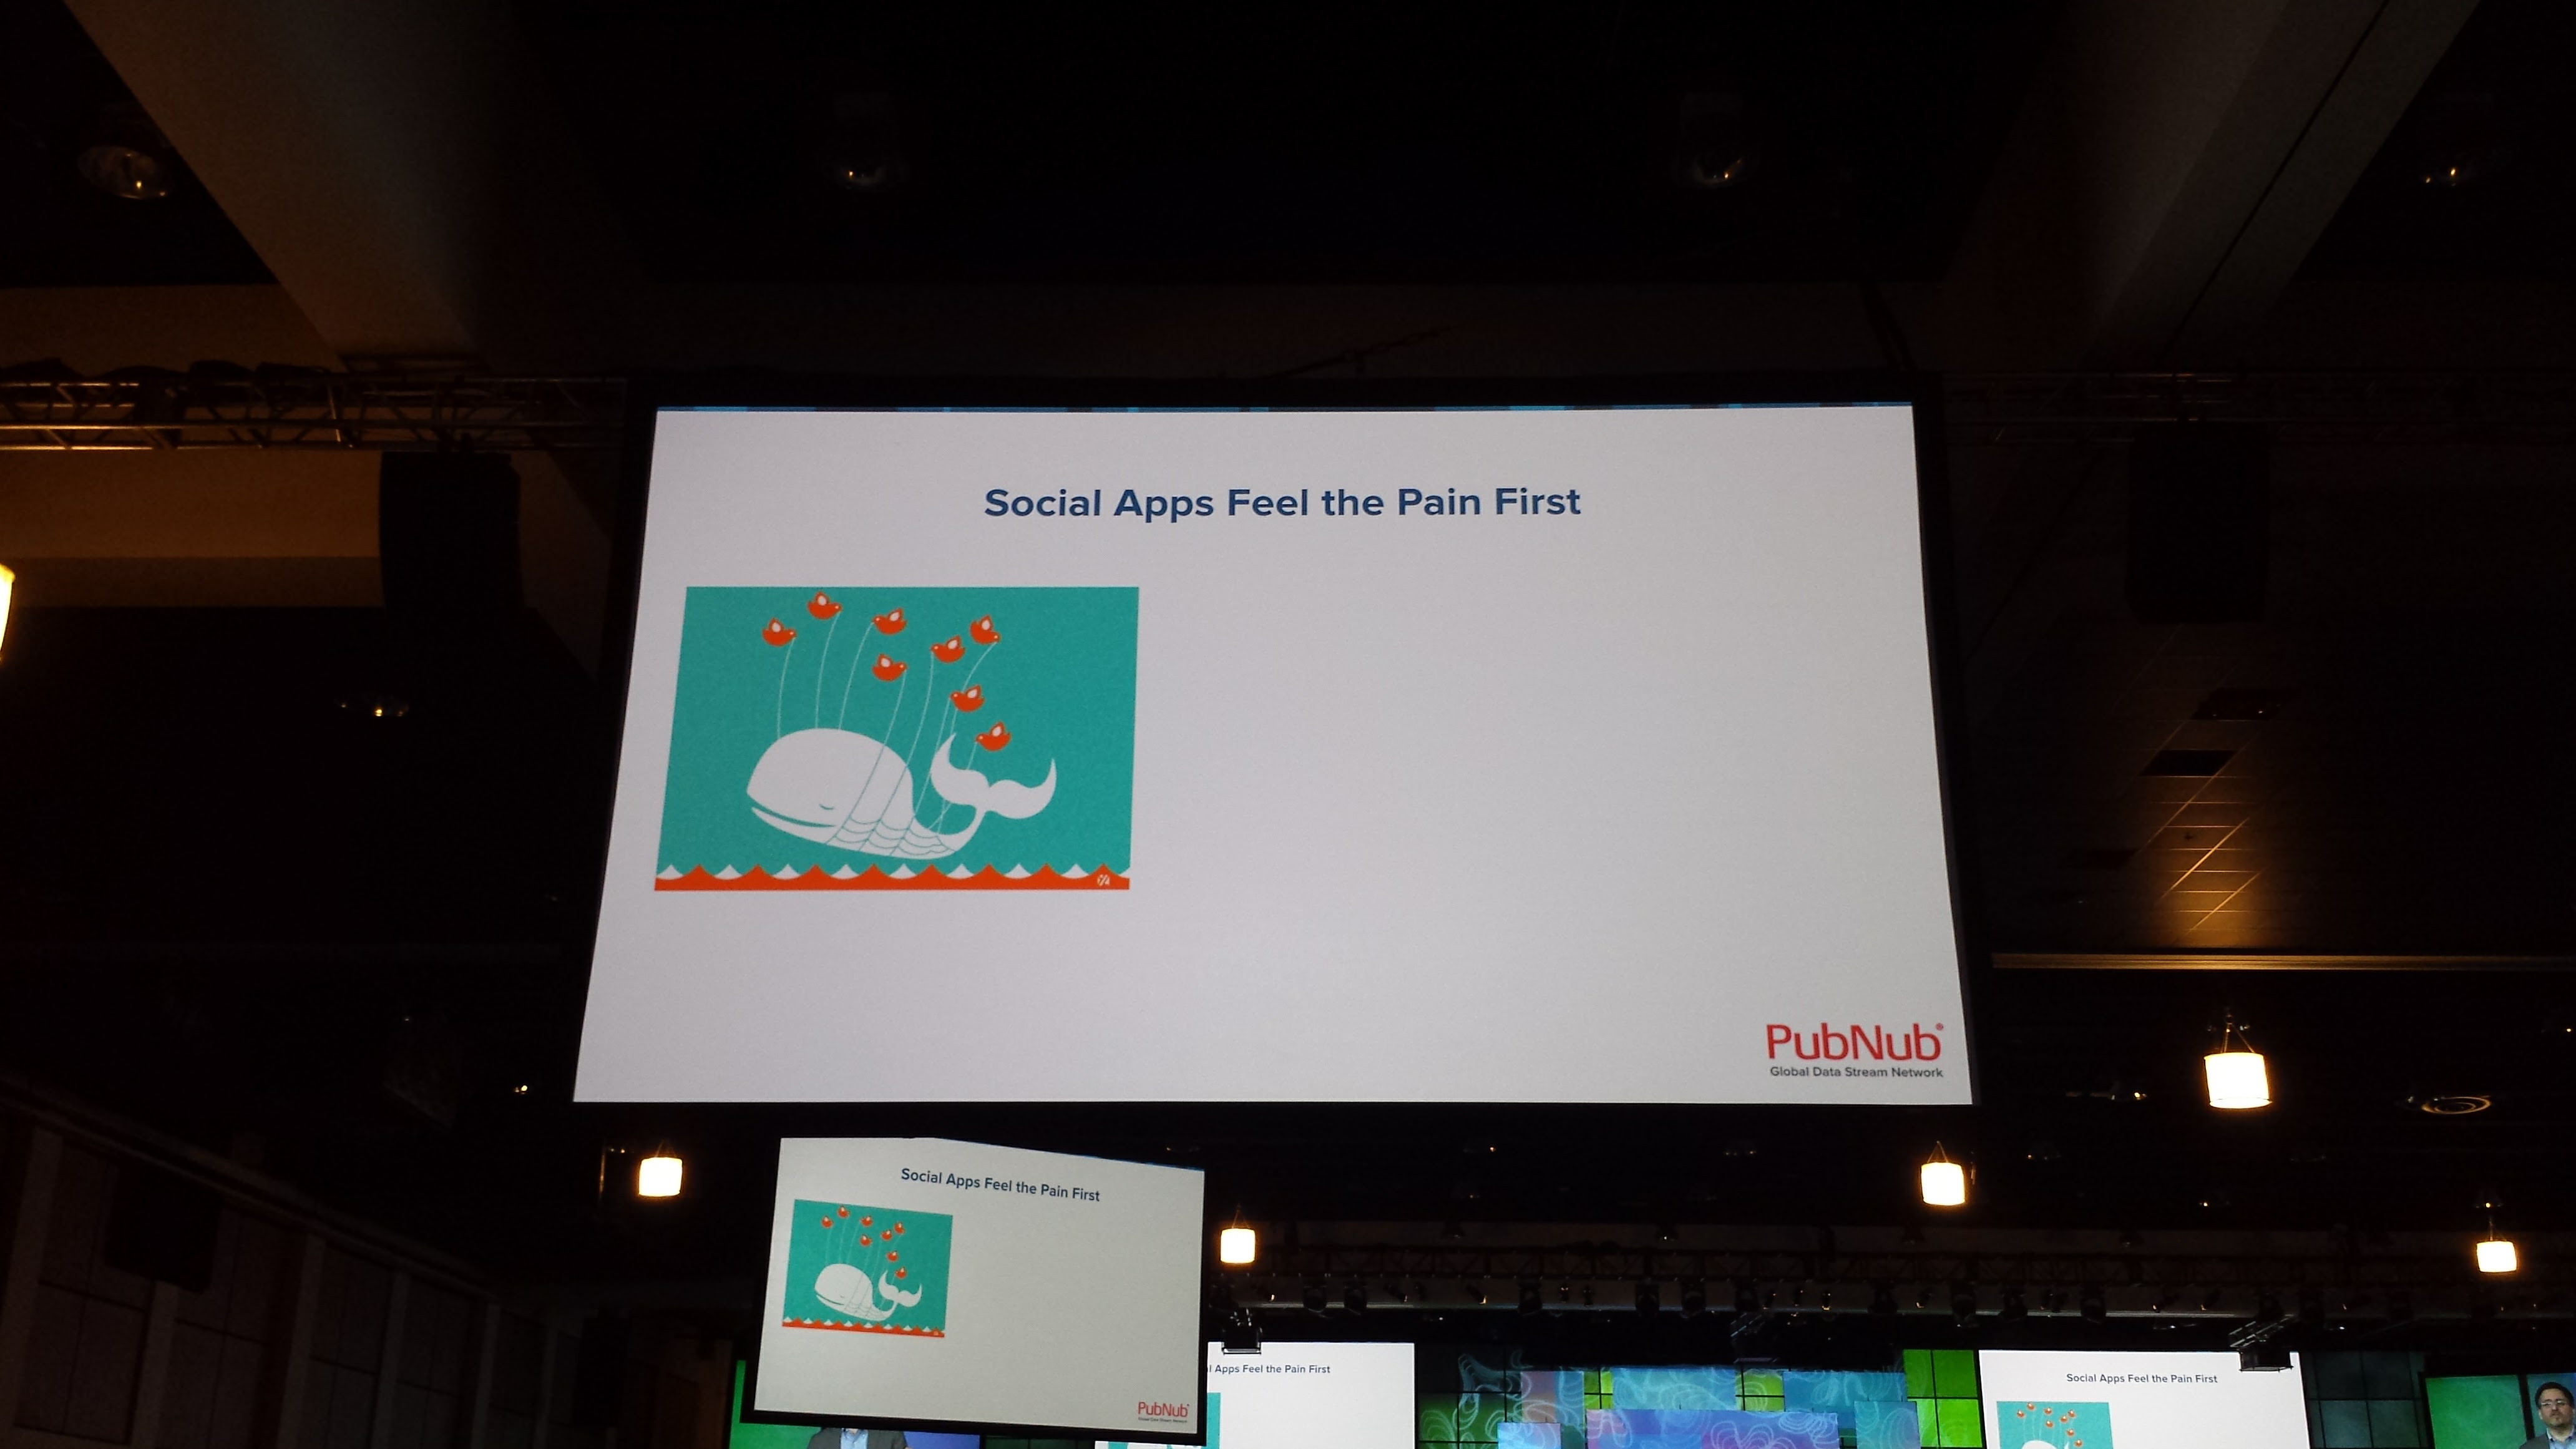 Social Apps Feel the Pain First
PubNub®
Global Data Stream Network
Social Apps Feel the Pain First
PubNub
l Apps Feel the Pain First
Social Apps Feel the Pain First